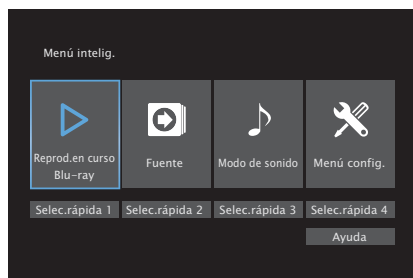 Menú intelig.
Reprod.en curso
Blu-ray
Fuente
Modo de sonido
Menú config.
Selec.rápida 1
Selec.rápida 2
Selec.rápida 3
Selec.rápida 4
Ayuda